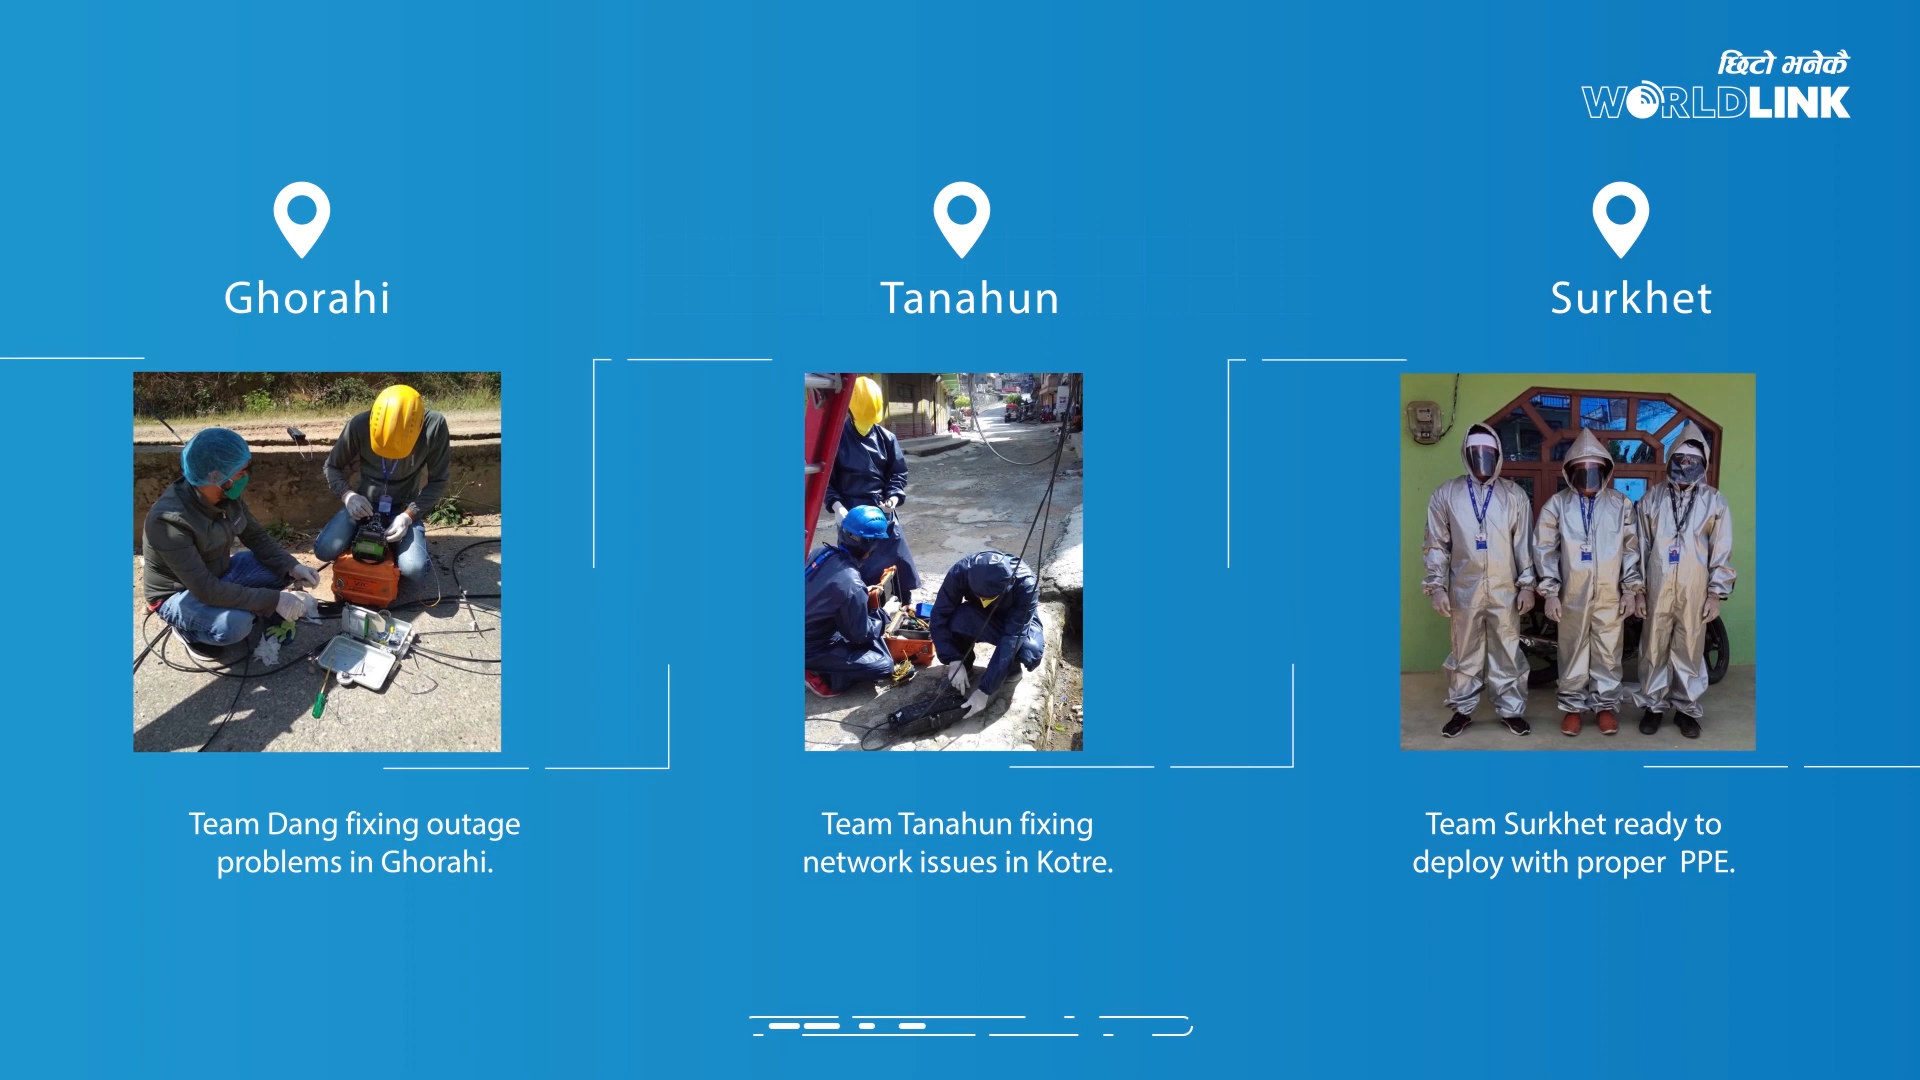 छिटो भनेकै
WORLDLINK
Ghorahi
Tanahun
Surkhet
Team Dang fixing outage
problems in Ghorahi.
Team Tanahun fixing
network issues in Kotre.
Team Surkhet ready to
deploy with proper  PPE.